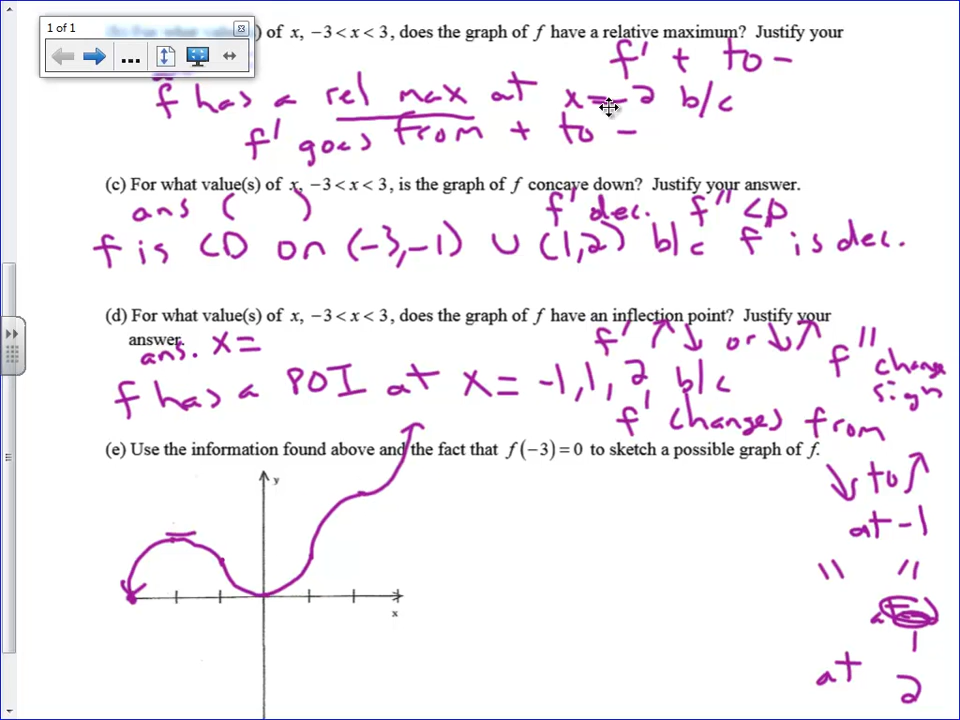 1 of 1
) of x, −3 < x < 3, does the graph of f have a relative maximum? Justify your
f' + to −
f has a rel max at x = −2 b/c
f' goes from + to −
(c) For what value(s) of x, −3 < x < 3, is the graph of f concave down? Justify your answer.
ans ( ) f' dec. f'' <0
f is CD on (−3,−1) ∪ (1,2) b/c f' is dec.
(d) For what value(s) of x, −3 < x < 3, does the graph of f have an inflection point? Justify your
answer.
ans. x= f' ↗↘ or ↘↗ f'' change sign
f has a POI at x = −1, 1, 2 b/c
f' changes from
(e) Use the information found above and the fact that f(−3) = 0 to sketch a possible graph of f.
↘ to ↗
at −1
y
" "
x
1
at 2